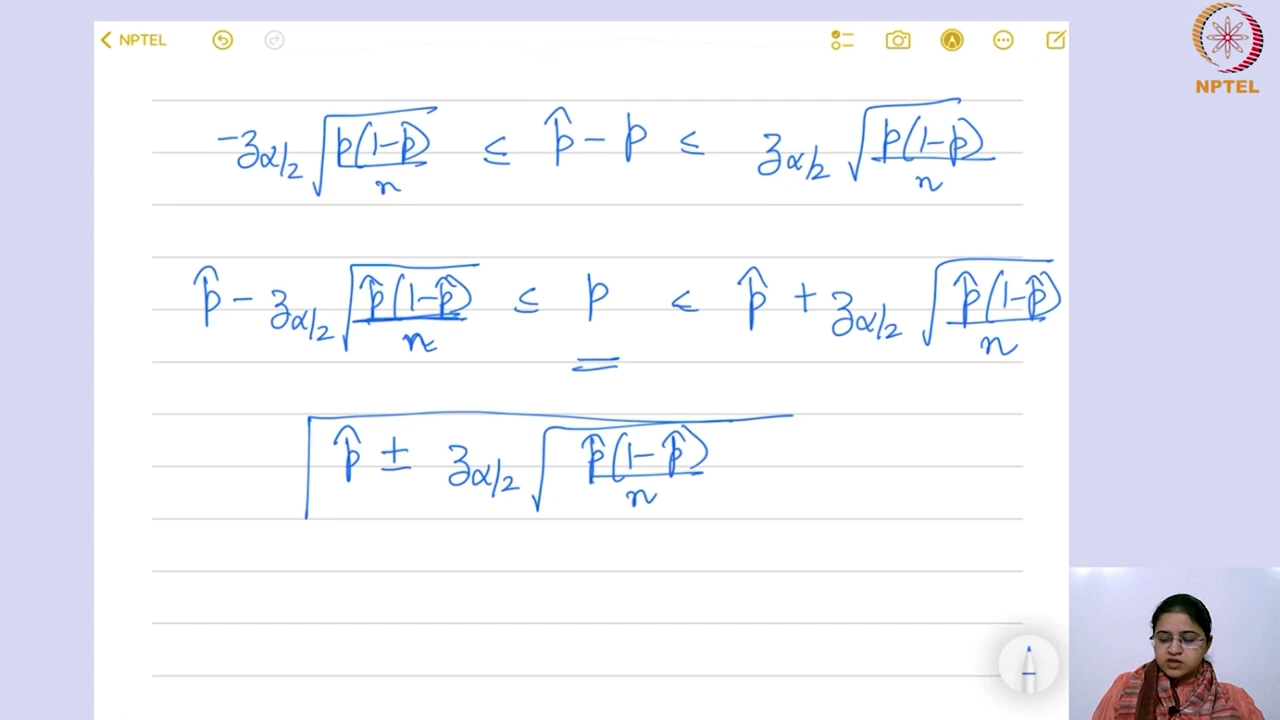 NPTEL
NPTEL
-z_{α/2} √(p(1-p)/n) ≤ p̂ - p ≤ z_{α/2} √(p(1-p)/n)
p̂ - z_{α/2} √(p̂(1-p̂)/n) ≤ p ≤ p̂ + z_{α/2} √(p̂(1-p̂)/n)
p̂ ± z_{α/2} √(p̂(1-p̂)/n)